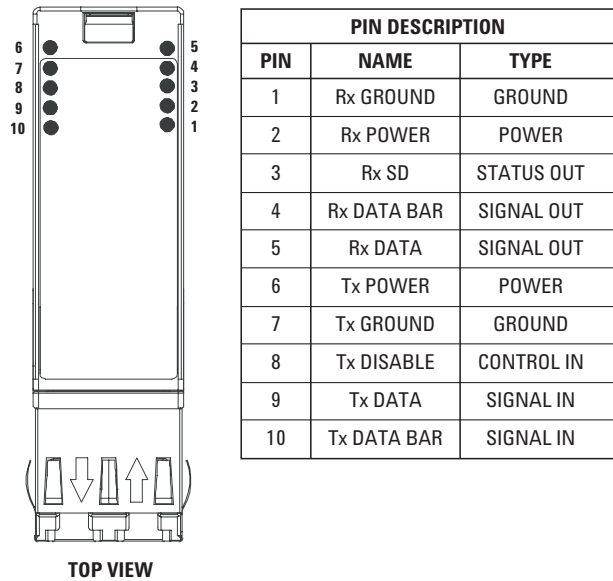 6
7
8
9
10
5
4
3
2
1
TOP VIEW
PIN DESCRIPTION
PIN NAME TYPE
1 Rx GROUND GROUND
2 Rx POWER POWER
3 Rx SD STATUS OUT
4 Rx DATA BAR SIGNAL OUT
5 Rx DATA SIGNAL OUT
6 Tx POWER POWER
7 Tx GROUND GROUND
8 Tx DISABLE CONTROL IN
9 Tx DATA SIGNAL IN
10 Tx DATA BAR SIGNAL IN